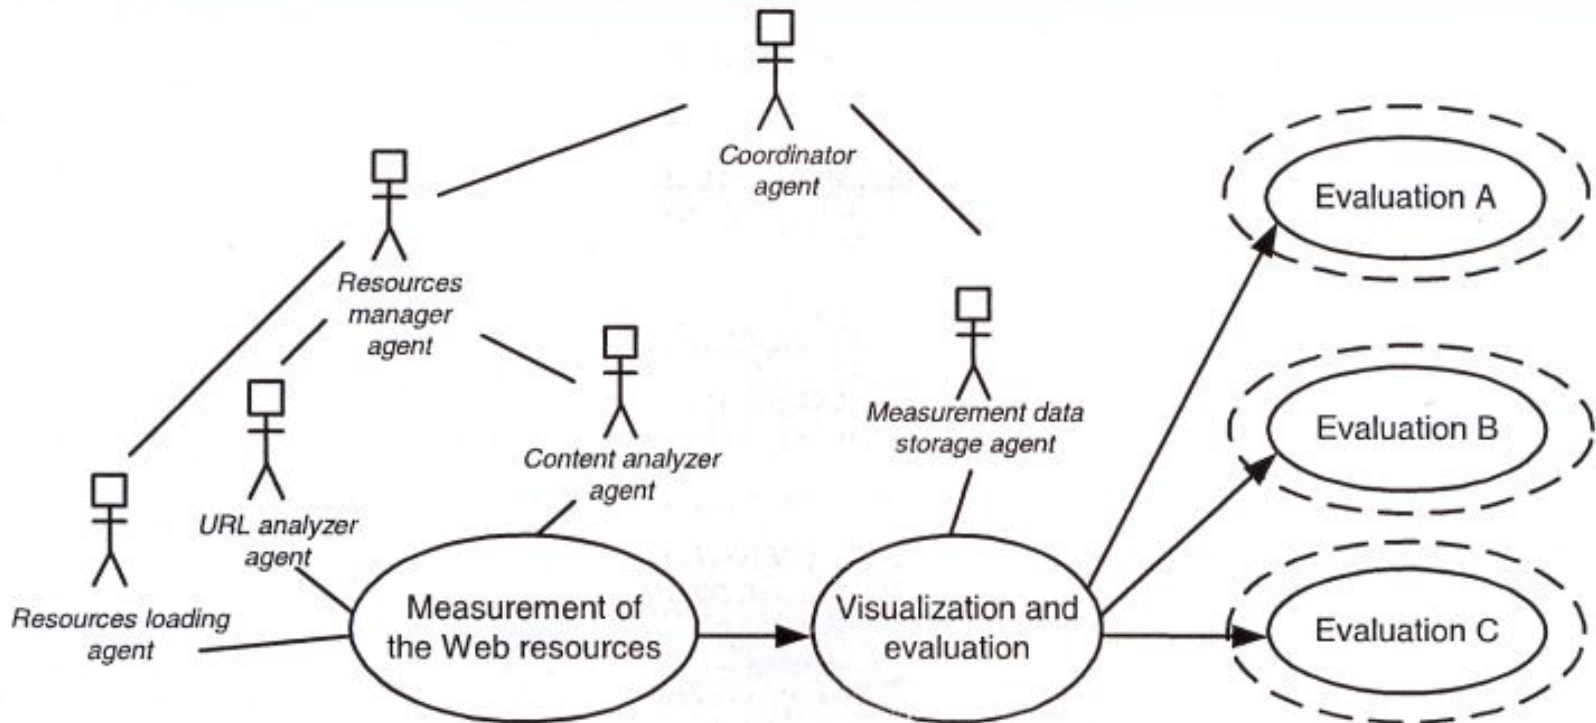 Coordinator
agent
Resources
manager
agent
URL analyzer
agent
Content analyzer
agent
Resources loading
agent
Measurement data
storage agent
Measurement of
the Web resources
Visualization and
evaluation
Evaluation A
Evaluation B
Evaluation C